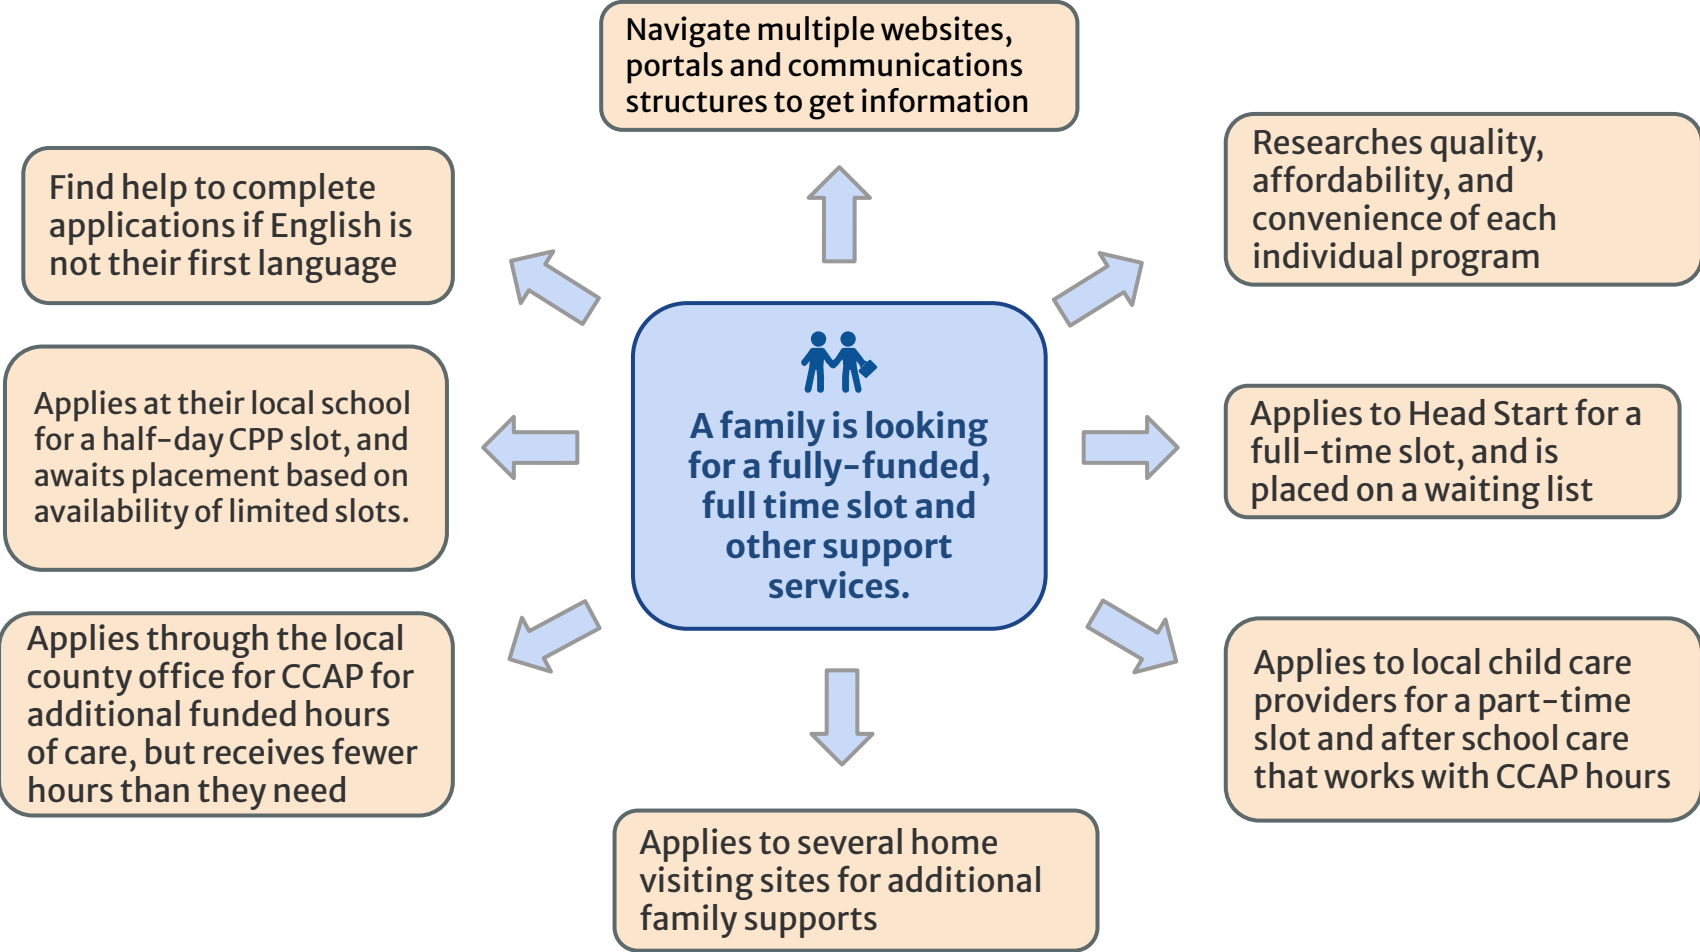 Navigate multiple websites,
portals and communications
structures to get information
Researches quality,
affordability, and
convenience of each
individual program
Find help to complete
applications if English is
not their first language
A family is looking
for a fully-funded,
full time slot and
other support
services.
Applies at their local school
for a half-day CPP slot, and
awaits placement based on
availability of limited slots.
Applies to Head Start for a
full-time slot, and is
placed on a waiting list
Applies through the local
county office for CCAP for
additional funded hours
of care, but receives fewer
hours than they need
Applies to local child care
providers for a part-time
slot and after school care
that works with CCAP hours
Applies to several home
visiting sites for additional
family supports